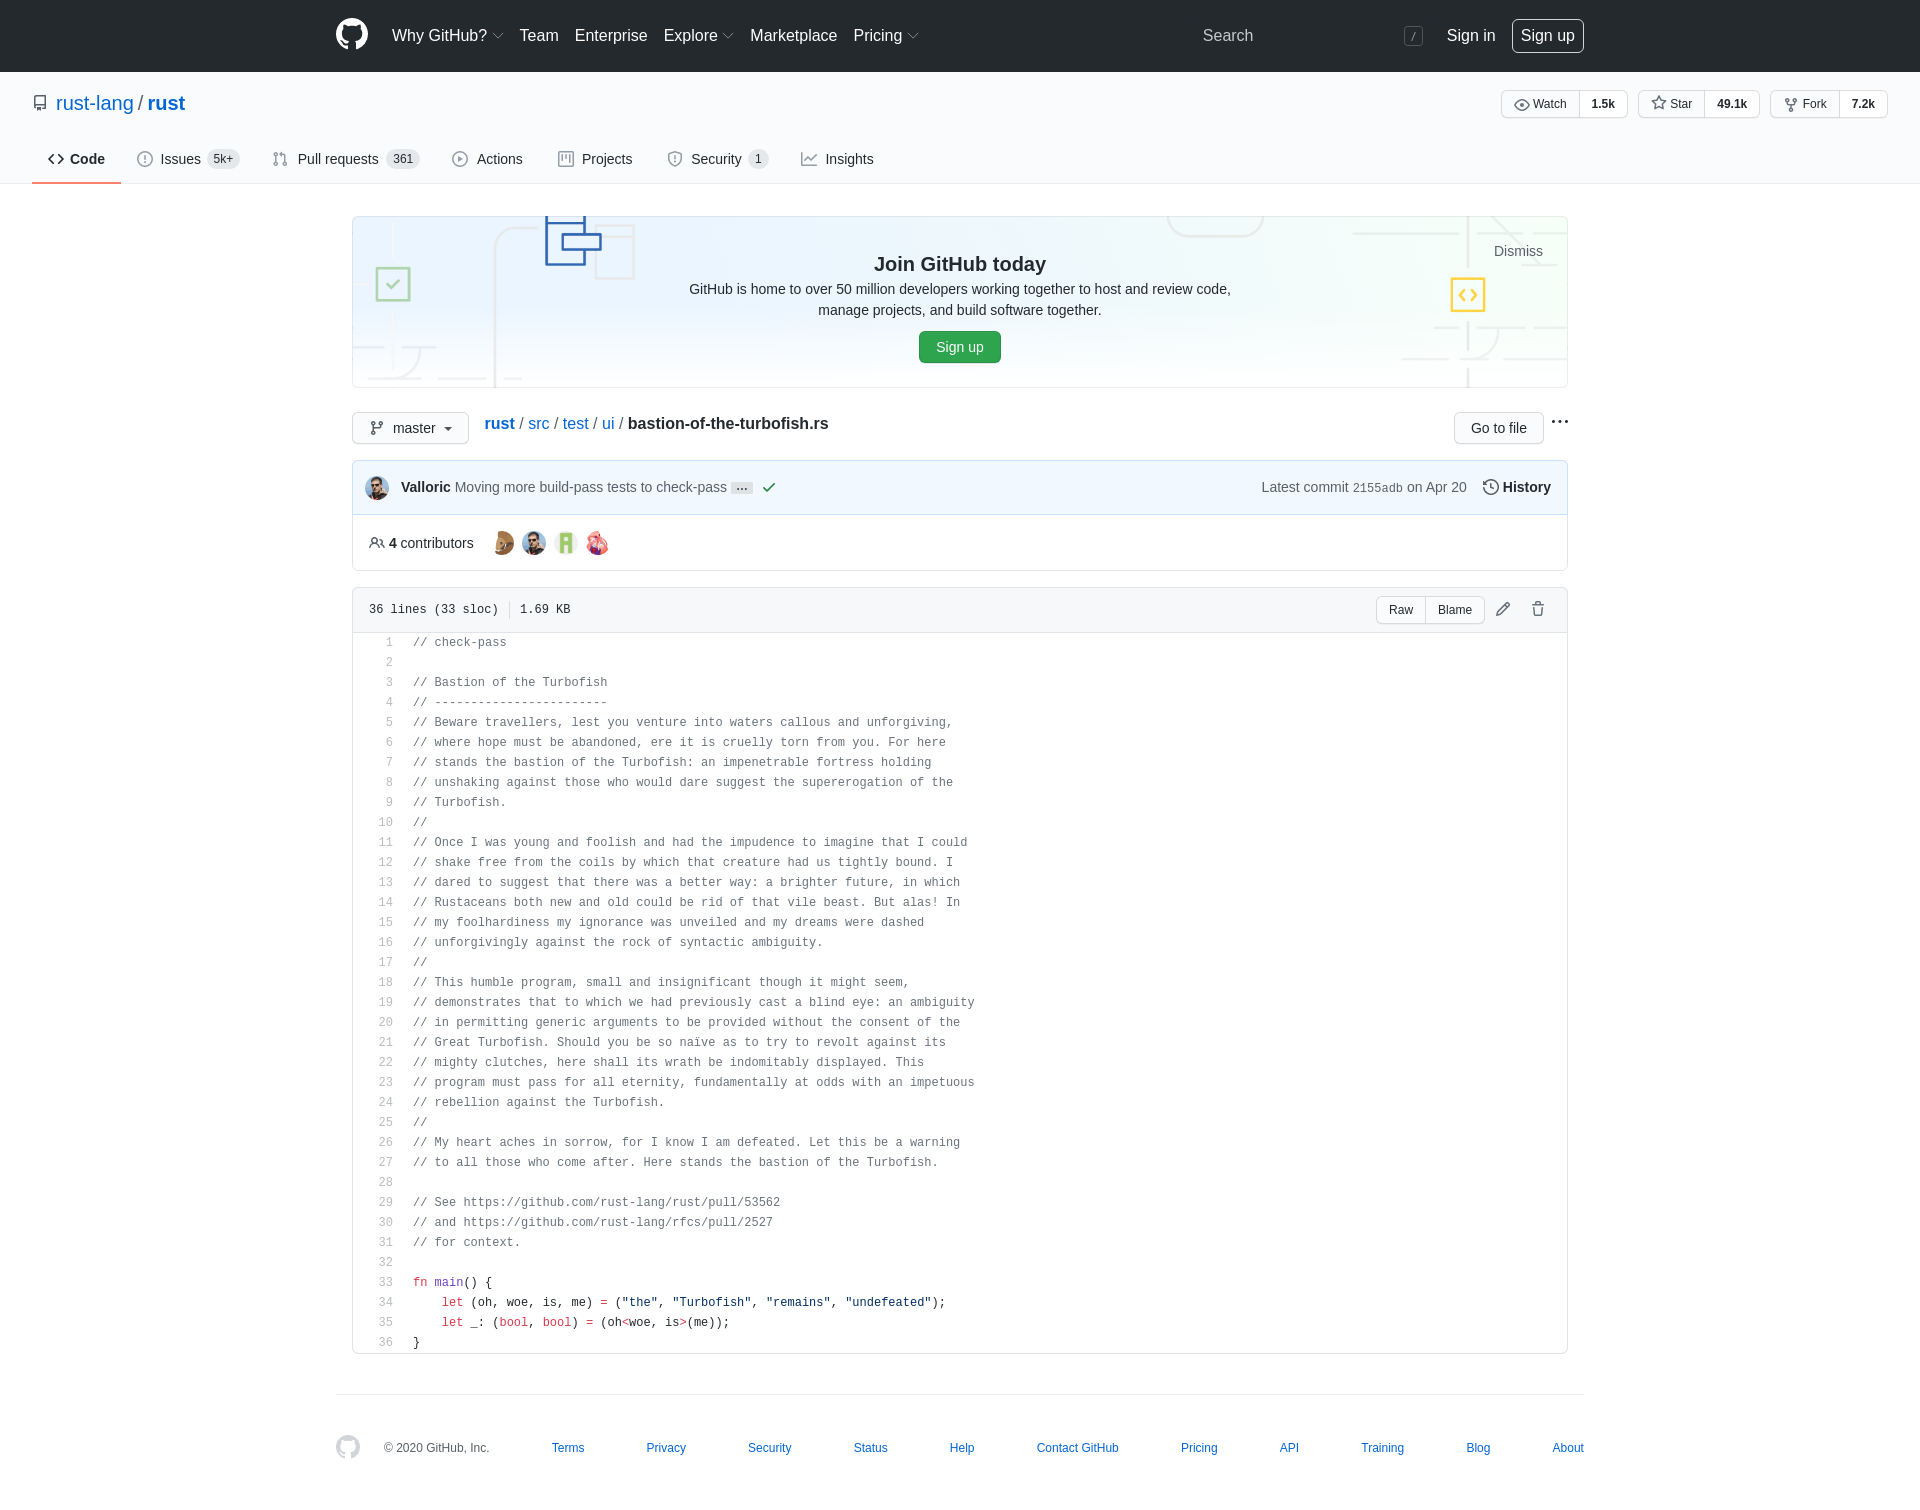 Why GitHub? Team Enterprise Explore Marketplace Pricing Search / Sign in Sign up
rust-lang / rust Watch 1.5k Star 49.1k Fork 7.2k
Code Issues 5k+ Pull requests 361 Actions Projects Security 1 Insights
Dismiss
Join GitHub today
GitHub is home to over 50 million developers working together to host and review code,
manage projects, and build software together.
Sign up
master rust / src / test / ui / bastion-of-the-turbofish.rs Go to file
Valloric Moving more build-pass tests to check-pass … Latest commit 2155adb on Apr 20 History
4 contributors
36 lines (33 sloc) 1.69 KB Raw Blame
1 // check-pass
2
3 // Bastion of the Turbofish
4 // ------------------------
5 // Beware travellers, lest you venture into waters callous and unforgiving,
6 // where hope must be abandoned, ere it is cruelly torn from you. For here
7 // stands the bastion of the Turbofish: an impenetrable fortress holding
8 // unshaking against those who would dare suggest the supererogation of the
9 // Turbofish.
10 //
11 // Once I was young and foolish and had the impudence to imagine that I could
12 // shake free from the coils by which that creature had us tightly bound. I
13 // dared to suggest that there was a better way: a brighter future, in which
14 // Rustaceans both new and old could be rid of that vile beast. But alas! In
15 // my foolhardiness my ignorance was unveiled and my dreams were dashed
16 // unforgivingly against the rock of syntactic ambiguity.
17 //
18 // This humble program, small and insignificant though it might seem,
19 // demonstrates that to which we had previously cast a blind eye: an ambiguity
20 // in permitting generic arguments to be provided without the consent of the
21 // Great Turbofish. Should you be so naïve as to try to revolt against its
22 // mighty clutches, here shall its wrath be indomitably displayed. This
23 // program must pass for all eternity, fundamentally at odds with an impetuous
24 // rebellion against the Turbofish.
25 //
26 // My heart aches in sorrow, for I know I am defeated. Let this be a warning
27 // to all those who come after. Here stands the bastion of the Turbofish.
28
29 // See https://github.com/rust-lang/rust/pull/53562
30 // and https://github.com/rust-lang/rfcs/pull/2527
31 // for context.
32
33 fn main() {
34     let (oh, woe, is, me) = ("the", "Turbofish", "remains", "undefeated");
35     let _: (bool, bool) = (oh<woe, is>(me));
36 }
© 2020 GitHub, Inc. Terms Privacy Security Status Help Contact GitHub Pricing API Training Blog About